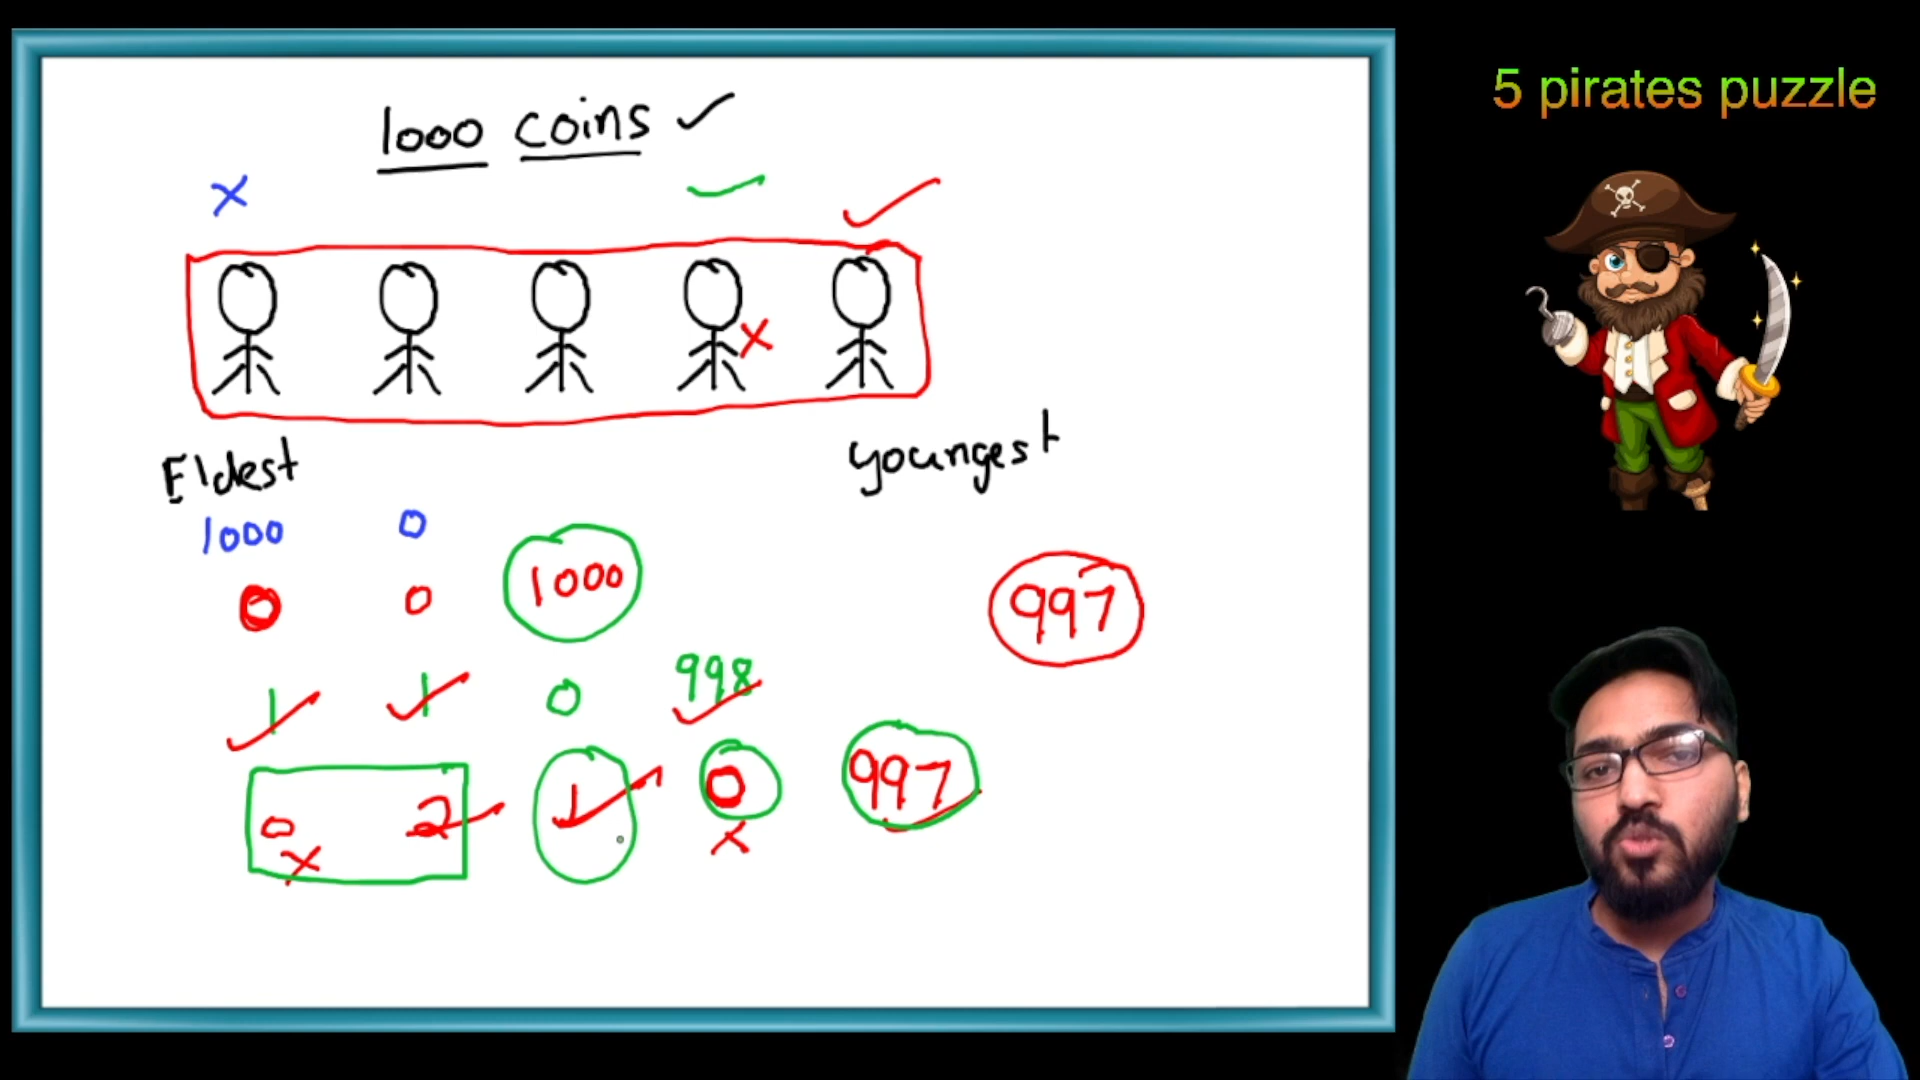 5 pirates puzzle
1000 coins ✓
x ✓ ✓
x
Eldest youngest
1000 0
0 0 1000 997
1 1 0 998
0 2 1 0 997
x x